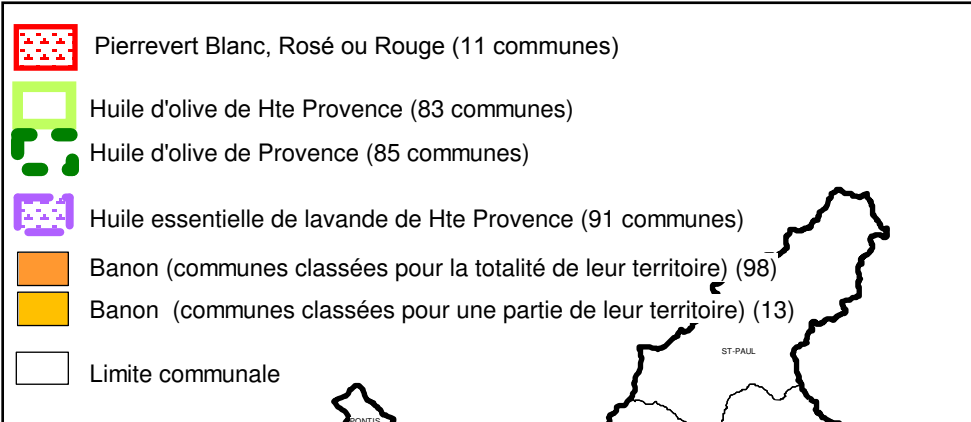 Pierrevert Blanc, Rosé ou Rouge (11 communes)
Huile d'olive de Hte Provence (83 communes)
Huile d'olive de Provence (85 communes)
Huile essentielle de lavande de Hte Provence (91 communes)
Banon (communes classées pour la totalité de leur territoire) (98)
Banon (communes classées pour une partie de leur territoire) (13)
ST-PAUL
Limite communale
PONTIS